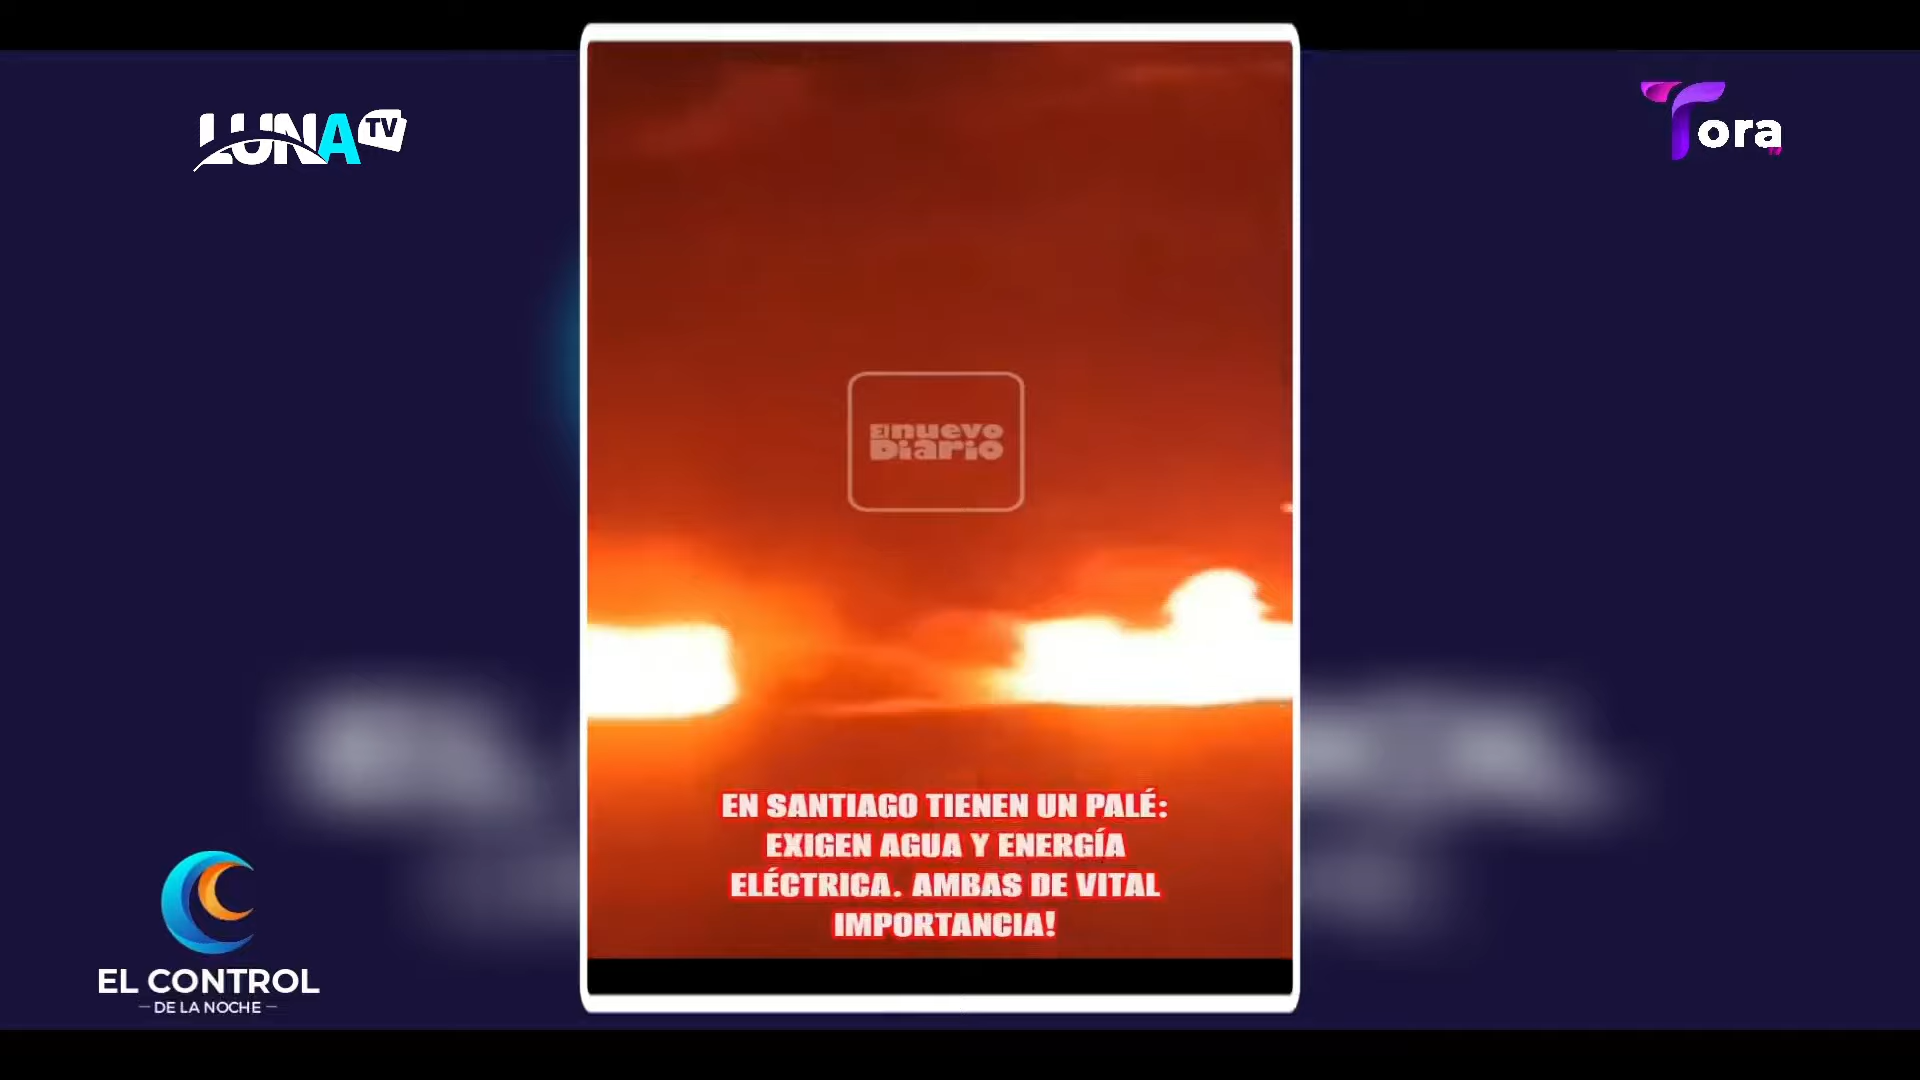 LUNA TV
Tora
TV
El nuevo
Diario
EN SANTIAGO TIENEN UN PALÉ:
EXIGEN AGUA Y ENERGÍA
ELÉCTRICA. AMBAS DE VITAL
IMPORTANCIA!
EL CONTROL
DE LA NOCHE